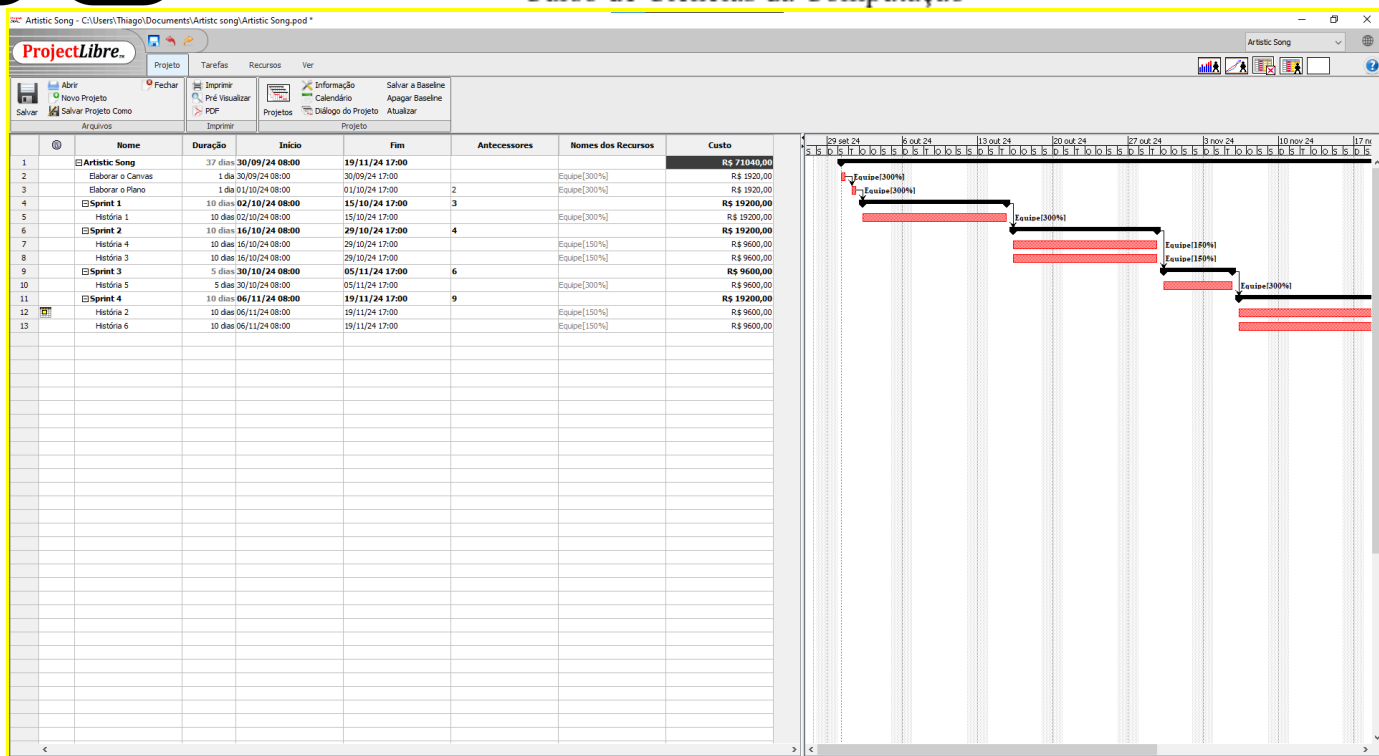 Artistic Song - C:\Users\Thiago\Documents\Artistc song\Artistic Song.pod *
ProjectLibre™
Artistic Song
Projeto Tarefas Recursos Ver
Salvar
Abrir
Novo Projeto
Salvar Projeto Como
Fechar
Arquivos
Imprimir
Pré Visualizar
PDF
Imprimir
Projetos
Informação
Calendário
Diálogo do Projeto
Salvar a Baseline
Apagar Baseline
Atualizar
Projeto
Nome Duração Início Fim Antecessores Nomes dos Recursos Custo
1 Artistic Song 37 dias 30/09/24 08:00 19/11/24 17:00 R$ 71040,00
2 Elaborar o Canvas 1 dia 30/09/24 08:00 30/09/24 17:00 Equipe[300%] R$ 1920,00
3 Elaborar o Plano 1 dia 01/10/24 08:00 01/10/24 17:00 2 Equipe[300%] R$ 1920,00
4 Sprint 1 10 dias 02/10/24 08:00 15/10/24 17:00 3 R$ 19200,00
5 História 1 10 dias 02/10/24 08:00 15/10/24 17:00 Equipe[300%] R$ 19200,00
6 Sprint 2 10 dias 16/10/24 08:00 29/10/24 17:00 4 R$ 19200,00
7 História 4 10 dias 16/10/24 08:00 29/10/24 17:00 Equipe[150%] R$ 9600,00
8 História 3 10 dias 16/10/24 08:00 29/10/24 17:00 Equipe[150%] R$ 9600,00
9 Sprint 3 5 dias 30/10/24 08:00 05/11/24 17:00 6 R$ 9600,00
10 História 5 5 dias 30/10/24 08:00 05/11/24 17:00 Equipe[300%] R$ 9600,00
11 Sprint 4 10 dias 06/11/24 08:00 19/11/24 17:00 9 R$ 19200,00
12 História 2 10 dias 06/11/24 08:00 19/11/24 17:00 Equipe[150%] R$ 9600,00
13 História 6 10 dias 06/11/24 08:00 19/11/24 17:00 Equipe[150%] R$ 9600,00
29 set 24 6 out 24 13 out 24 20 out 24 27 out 24 3 nov 24 10 nov 24
S S D S T Q Q S S D S T Q Q S S D S T Q Q S S D S T Q Q S S D S T Q Q S S D S T Q Q S S D S T Q Q S S D S
Equipe[300%]
Equipe[300%]
Equipe[300%]
Equipe[150%]
Equipe[150%]
Equipe[300%]